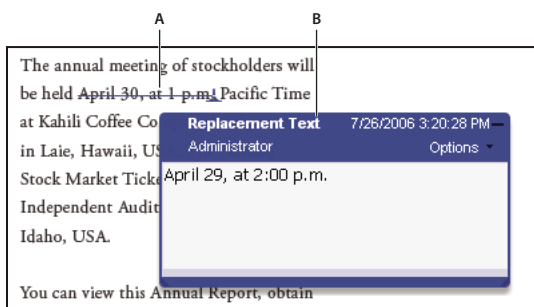 A B
The annual meeting of stockholders will
be held April 30, at 1 p.m. Pacific Time
at Kahili Coffee Co
in Laie, Hawaii, US
Stock Market Ticke
Independent Audit
Idaho, USA.
Replacement Text 7/26/2006 3:20:28 PM
Administrator Options
April 29, at 2:00 p.m.
You can view this Annual Report, obtain